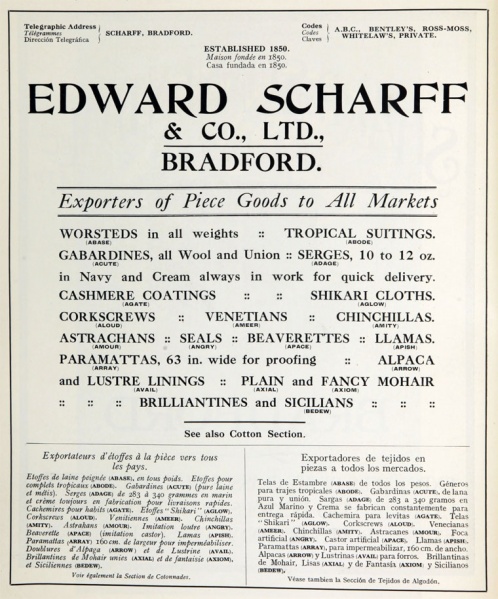 Telegraphic Address
Télégrammes
Dirección Telegráfica
SCHARFF, BRADFORD.
Codes
Codes
Claves
A.B.C., BENTLEY'S, ROSS-MOSS,
WHITELAW'S, PRIVATE.
ESTABLISHED 1850.
Maison fondée en 1850.
Casa fundada en 1850.
EDWARD SCHARFF
& CO., LTD.,
BRADFORD.
Exporters of Piece Goods to All Markets
WORSTEDS in all weights :: TROPICAL SUITINGS.
(ABASE) (ABODE)
GABARDINES, all Wool and Union :: SERGES, 10 to 12 oz.
(ACUTE) (ADAGE)
in Navy and Cream always in work for quick delivery.
CASHMERE COATINGS :: :: SHIKARI CLOTHS.
(AGATE) (AGLOW)
CORKSCREWS :: VENETIANS :: CHINCHILLAS.
(ALOUD) (AMEER) (AMITY)
ASTRACHANS :: SEALS :: BEAVERETTES :: LLAMAS.
(AMOUR) (ANGRY) (APACE) (APISH)
PARAMATTAS, 63 in. wide for proofing :: ALPACA
(ARRAY) (ARROW)
and LUSTRE LININGS :: PLAIN and FANCY MOHAIR
(AVAIL) (AXIAL) (AXIOM)
:: :: :: BRILLIANTINES and SICILIANS :: :: ::
(BEDEW)
See also Cotton Section.
Exportateurs d'étoffes à la pièce vers tous
les pays.
Etoffes de laine peignée (ABASE), en tous poids. Etoffes pour
complets tropicaux (ABODE). Gabardines (ACUTE) (pure laine
et métis). Serges (ADAGE) de 283 à 340 grammes en marin
et crème toujours en fabrication pour livraisons rapides.
Cachemires pour habits (AGATE). Etoffes "Shikari" (AGLOW).
Corkscrews (ALOUD). Venitiennes (AMEER). Chinchillas
(AMITY). Astrakans (AMOUR). Imitation loutre (ANGRY).
Beaverette (APACE) (imitation castor). Lamas (APISH).
Paramattas (ARRAY) 160 cm. de largeur pour imperméabiliser.
Doublures d'Alpaga (ARROW) et de Lustrine (AVAIL).
Brillantines de Mohair unies (AXIAL) et de fantaisie (AXIOM),
et Siciliennes (BEDEW).
Voir également la Section de Cotonnades.
Exportadores de tejidos en
piezas a todos los mercados.
Telas de Estambre (ABASE) de todos los pesos. Géneros
para trajes tropicales (ABODE). Gabardinas (ACUTE), de lana
pura y unión. Sargas (ADAGE) de 283 a 340 gramos en
Azul Marino y Crema se fabrican constantemente para
entrega rápida. Cachemira para levitas (AGATE). Telas
"Shikari" (AGLOW). Corkscrews (ALOUD). Venecianas
(AMEER). Chinchillas (AMITY). Astracanes (AMOUR). Foca
artificial (ANGRY). Castor artificial (APACE). Llamas (APISH).
Paramattas (ARRAY), para impermeabilizar, 160 cm. de ancho.
Alpacas (ARROW) y Lustrinas (AVAIL) para forros. Brillantinas
de Mohair, Lisas (AXIAL) y de Fantasía (AXIOM) y Sicilianos
(BEDEW).
Véase tambien la Sección de Tejidos de Algodón.